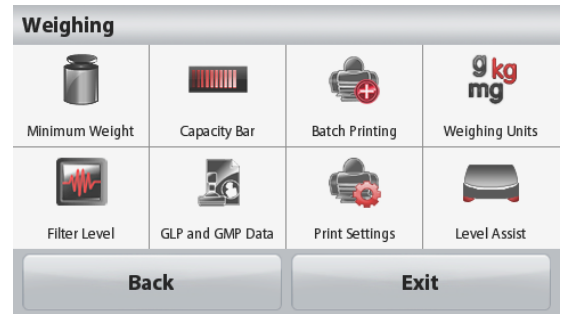 Weighing
g kg
mg
Minimum Weight Capacity Bar Batch Printing Weighing Units
Filter Level GLP and GMP Data Print Settings Level Assist
Back Exit